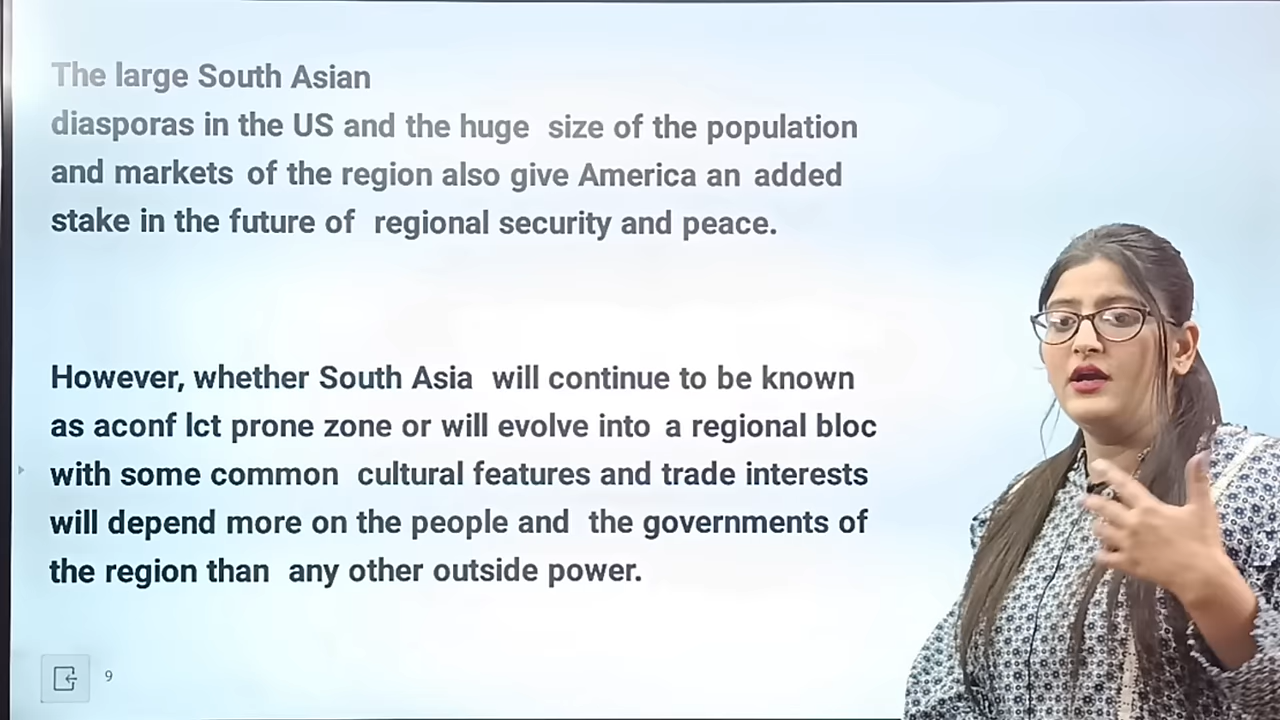 The large South Asian
diasporas in the US and the huge size of the population
and markets of the region also give America an added
stake in the future of regional security and peace.
However, whether South Asia will continue to be known
as aconf lct prone zone or will evolve into a regional bloc
with some common cultural features and trade interests
will depend more on the people and the governments of
the region than any other outside power.
9